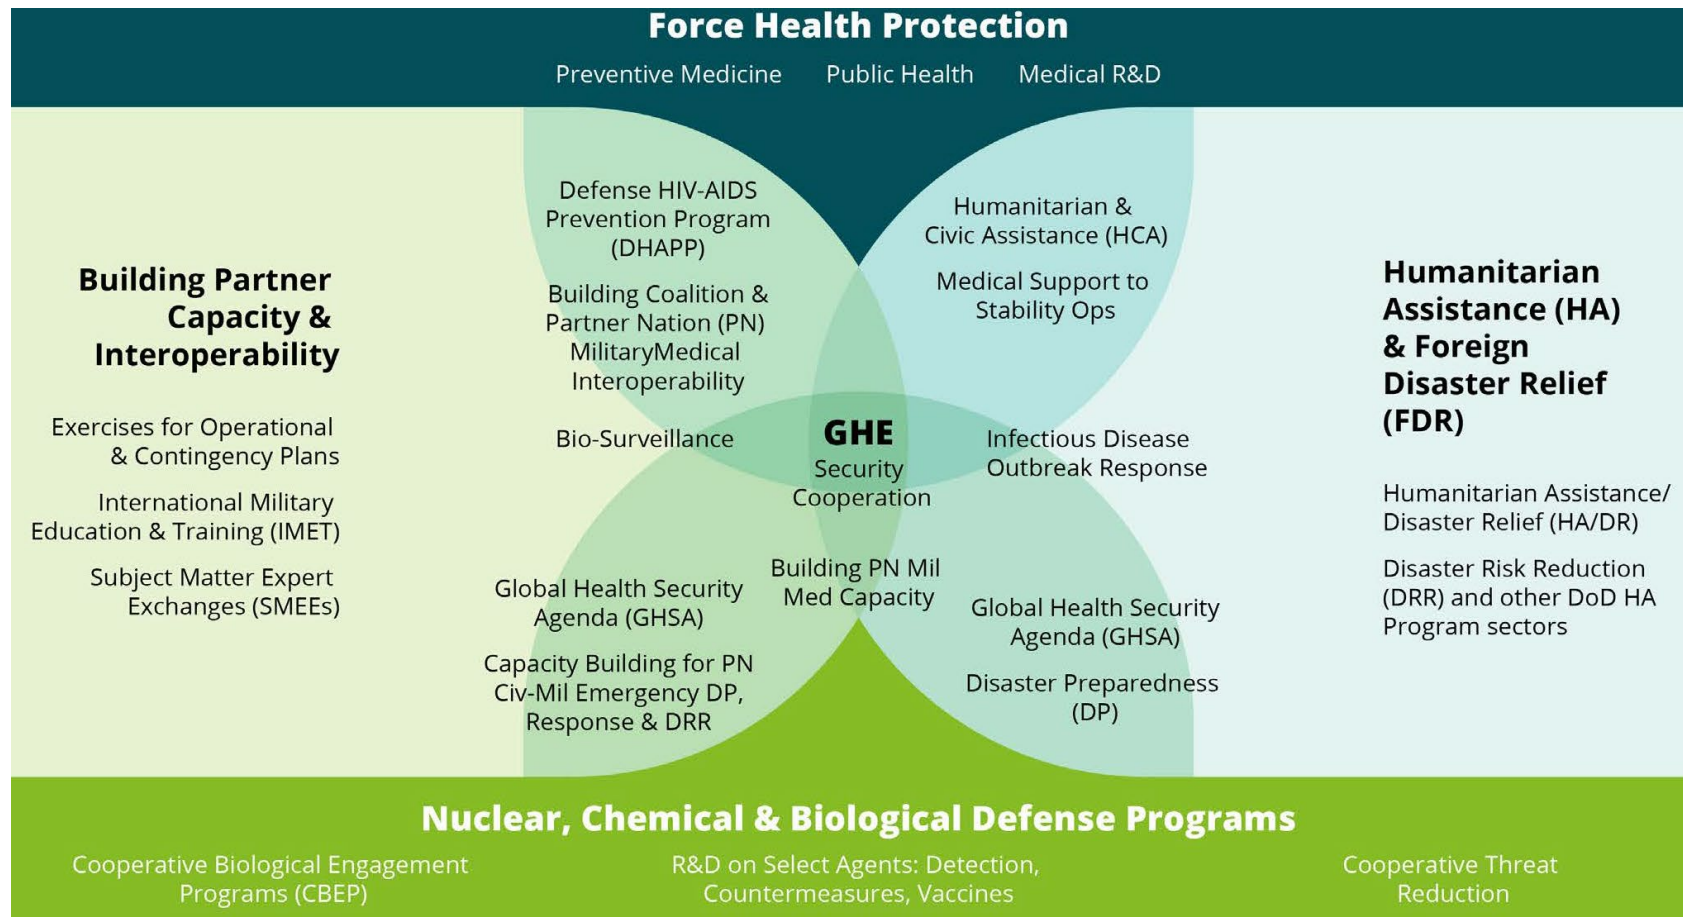 Force Health Protection
Preventive Medicine Public Health Medical R&D
Building Partner
Capacity &
Interoperability
Exercises for Operational
& Contingency Plans
International Military
Education & Training (IMET)
Subject Matter Expert
Exchanges (SMEEs)
Defense HIV-AIDS
Prevention Program
(DHAPP)
Building Coalition &
Partner Nation (PN)
MilitaryMedical
Interoperability
Bio-Surveillance
Global Health Security
Agenda (GHSA)
Capacity Building for PN
Civ-Mil Emergency DP,
Response & DRR
GHE
Security
Cooperation
Building PN Mil
Med Capacity
Humanitarian &
Civic Assistance (HCA)
Medical Support to
Stability Ops
Infectious Disease
Outbreak Response
Global Health Security
Agenda (GHSA)
Disaster Preparedness
(DP)
Humanitarian
Assistance (HA)
& Foreign
Disaster Relief
(FDR)
Humanitarian Assistance/
Disaster Relief (HA/DR)
Disaster Risk Reduction
(DRR) and other DoD HA
Program sectors
Nuclear, Chemical & Biological Defense Programs
Cooperative Biological Engagement
Programs (CBEP)
R&D on Select Agents: Detection,
Countermeasures, Vaccines
Cooperative Threat
Reduction